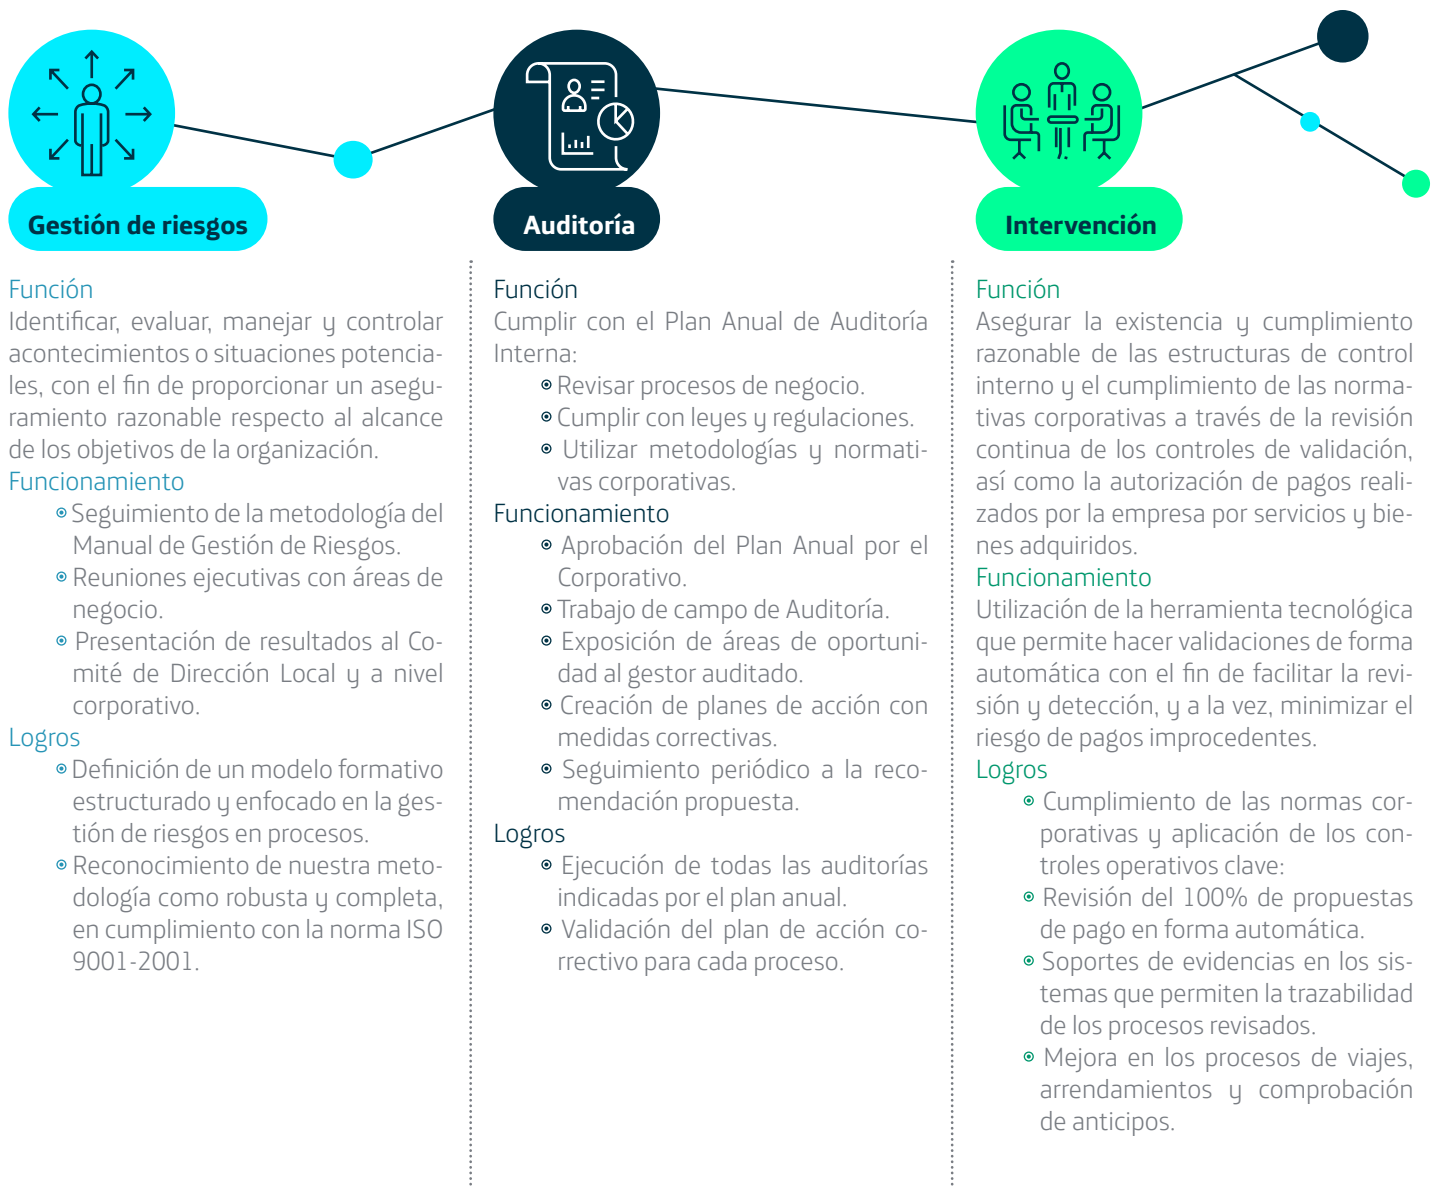 Gestión de riesgos
Función
Identificar, evaluar, manejar y controlar
acontecimientos o situaciones potencia-
les, con el fin de proporcionar un asegu-
ramiento razonable respecto al alcance
de los objetivos de la organización.
Funcionamiento
Seguimiento de la metodología del
Manual de Gestión de Riesgos.
Reuniones ejecutivas con áreas de
negocio.
Presentación de resultados al Co-
mité de Dirección Local y a nivel
corporativo.
Logros
Definición de un modelo formativo
estructurado y enfocado en la ges-
tión de riesgos en procesos.
Reconocimiento de nuestra meto-
dología como robusta y completa,
en cumplimiento con la norma ISO
9001-2001.
Auditoría
Función
Cumplir con el Plan Anual de Auditoría
Interna:
Revisar procesos de negocio.
Cumplir con leyes y regulaciones.
Utilizar metodologías y normati-
vas corporativas.
Funcionamiento
Aprobación del Plan Anual por el
Corporativo.
Trabajo de campo de Auditoría.
Exposición de áreas de oportuni-
dad al gestor auditado.
Creación de planes de acción con
medidas correctivas.
Seguimiento periódico a la reco-
mendación propuesta.
Logros
Ejecución de todas las auditorías
indicadas por el plan anual.
Validación del plan de acción co-
rrectivo para cada proceso.
Intervención
Función
Asegurar la existencia y cumplimiento
razonable de las estructuras de control
interno y el cumplimiento de las norma-
tivas corporativas a través de la revisión
continua de los controles de validación,
así como la autorización de pagos reali-
zados por la empresa por servicios y bie-
nes adquiridos.
Funcionamiento
Utilización de la herramienta tecnológica
que permite hacer validaciones de forma
automática con el fin de facilitar la revi-
sión y detección, y a la vez, minimizar el
riesgo de pagos improcedentes.
Logros
Cumplimiento de las normas cor-
porativas y aplicación de los con-
troles operativos clave:
Revisión del 100% de propuestas
de pago en forma automática.
Soportes de evidencias en los sis-
temas que permiten la trazabilidad
de los procesos revisados.
Mejora en los procesos de viajes,
arrendamientos y comprobación
de anticipos.